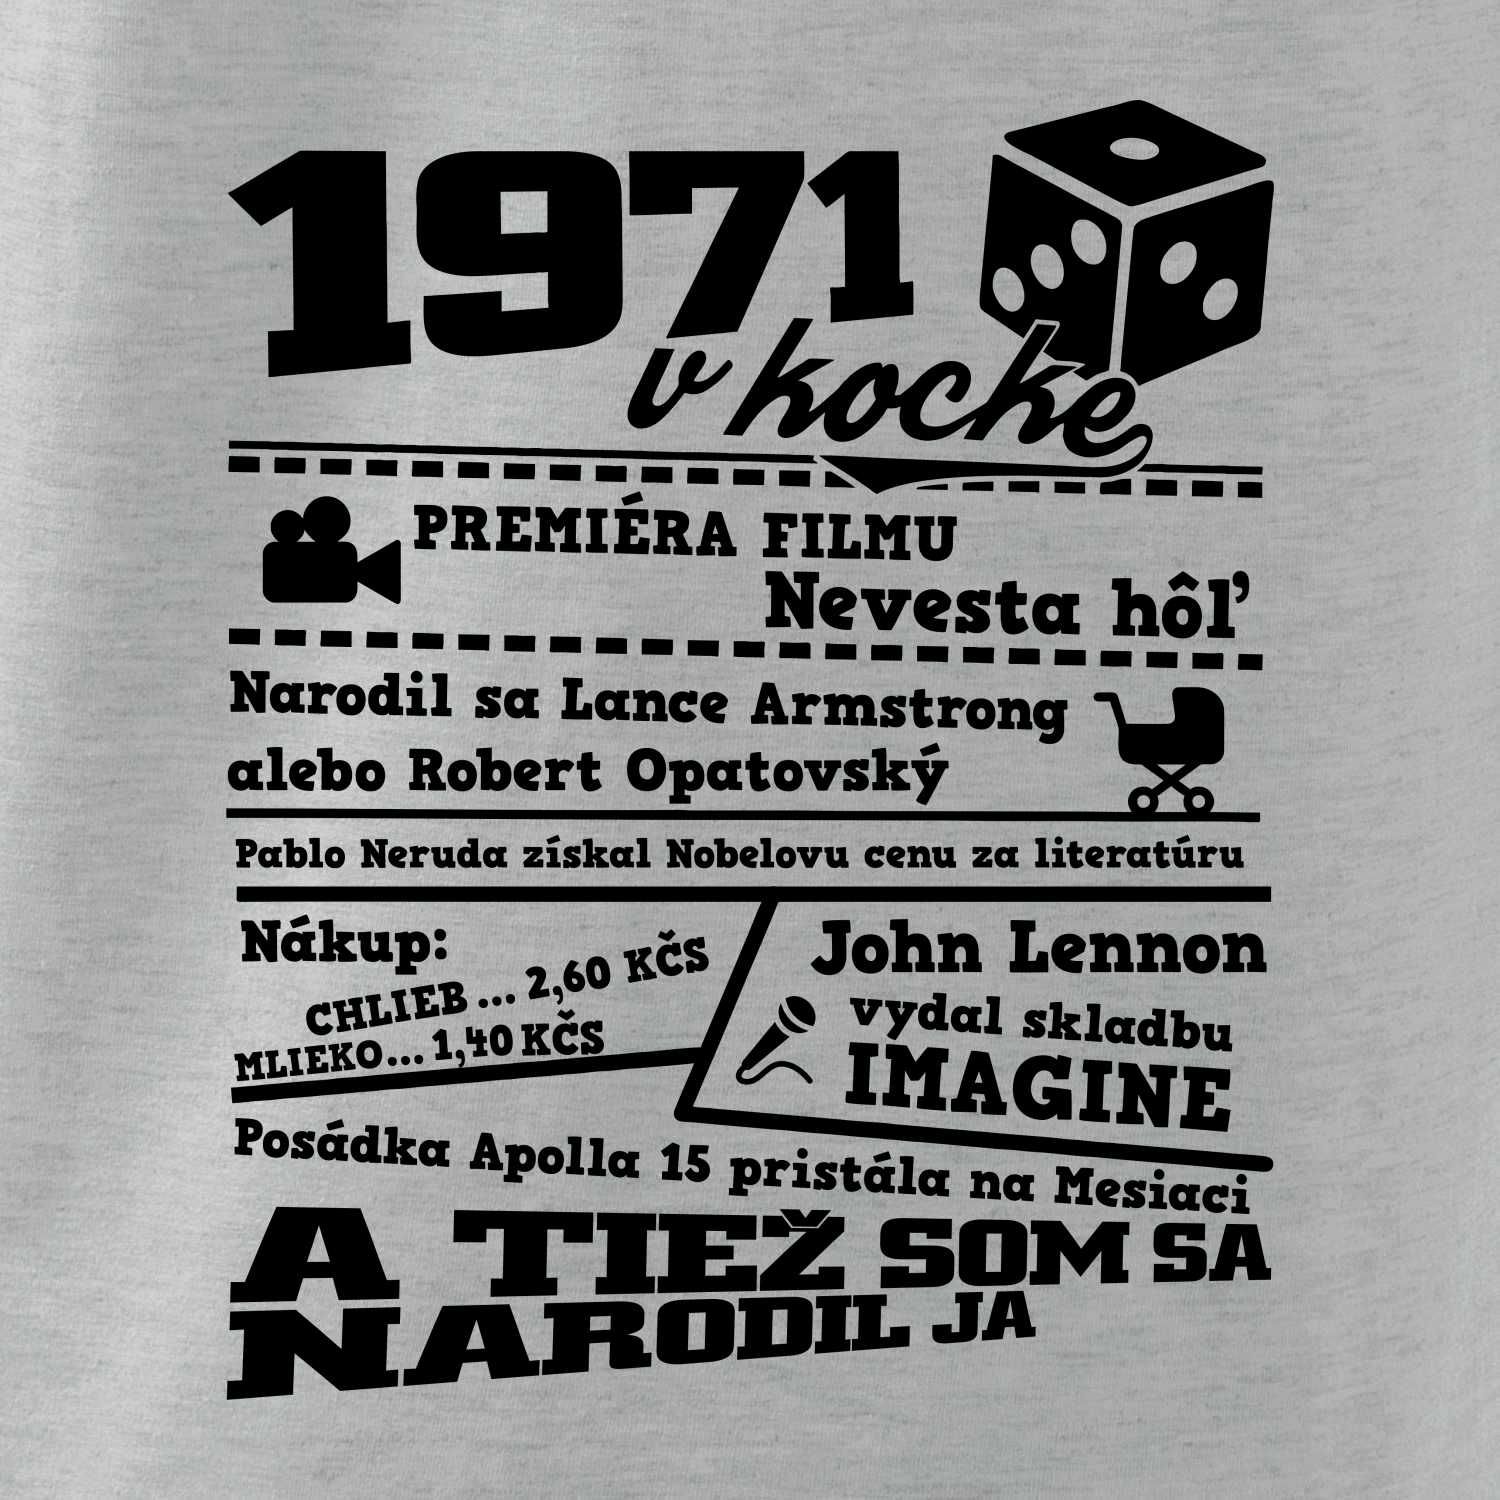 1971
v kocke
PREMIÉRA FILMU
Nevesta hôľ
Narodil sa Lance Armstrong
alebo Robert Opatovský
Pablo Neruda získal Nobelovu cenu za literatúru
Nákup:
CHLIEB ... 2,60 KČS
MLIEKO... 1,40 KČS
John Lennon
vydal skladbu
IMAGINE
Posádka Apolla 15 pristála na Mesiaci
A TIEŽ SOM SA
NARODIL JA